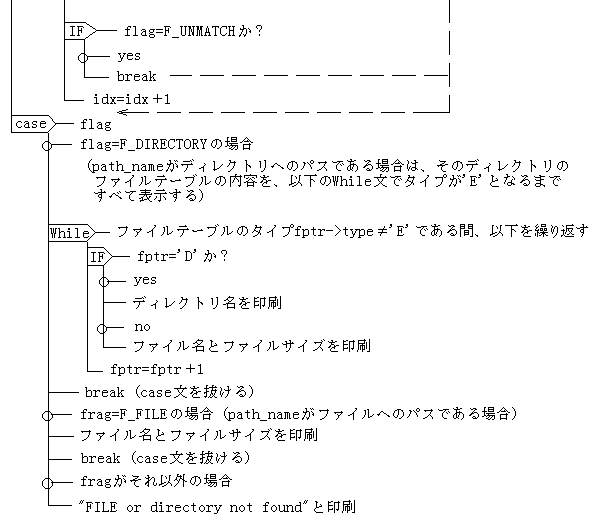 IF flag=F_UNMATCHか？
yes
break
idx=idx＋1
case flag
flag=F_DIRECTORYの場合
(path_nameがディレクトリへのパスである場合は、そのディレクトリの
ファイルテーブルの内容を、以下のWhile文でタイプが'E'となるまで
すべて表示する)
While ファイルテーブルのタイプfptr->type≠'E'である間、以下を繰り返す
IF fptr='D'か？
yes
ディレクトリ名を印刷
no
ファイル名とファイルサイズを印刷
fptr=fptr＋1
break (case文を抜ける)
frag=F_FILEの場合 (path_nameがファイルへのパスである場合)
ファイル名とファイルサイズを印刷
break (case文を抜ける)
fragがそれ以外の場合
"FILE or directory not found"と印刷